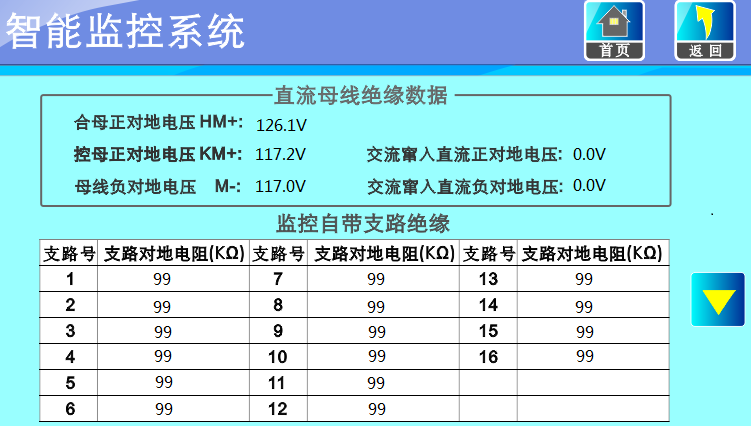 智能监控系统
首页
返回
直流母线绝缘数据
合母正对地电压 HM+: 126.1V
控母正对地电压 KM+: 117.2V 交流窜入直流正对地电压: 0.0V
母线负对地电压 M-: 117.0V 交流窜入直流负对地电压: 0.0V
监控自带支路绝缘
支路号 支路对地电阻(KΩ) 支路号 支路对地电阻(KΩ) 支路号 支路对地电阻(KΩ)
1 99 7 99 13 99
2 99 8 99 14 99
3 99 9 99 15 99
4 99 10 99 16 99
5 99 11 99
6 99 12 99